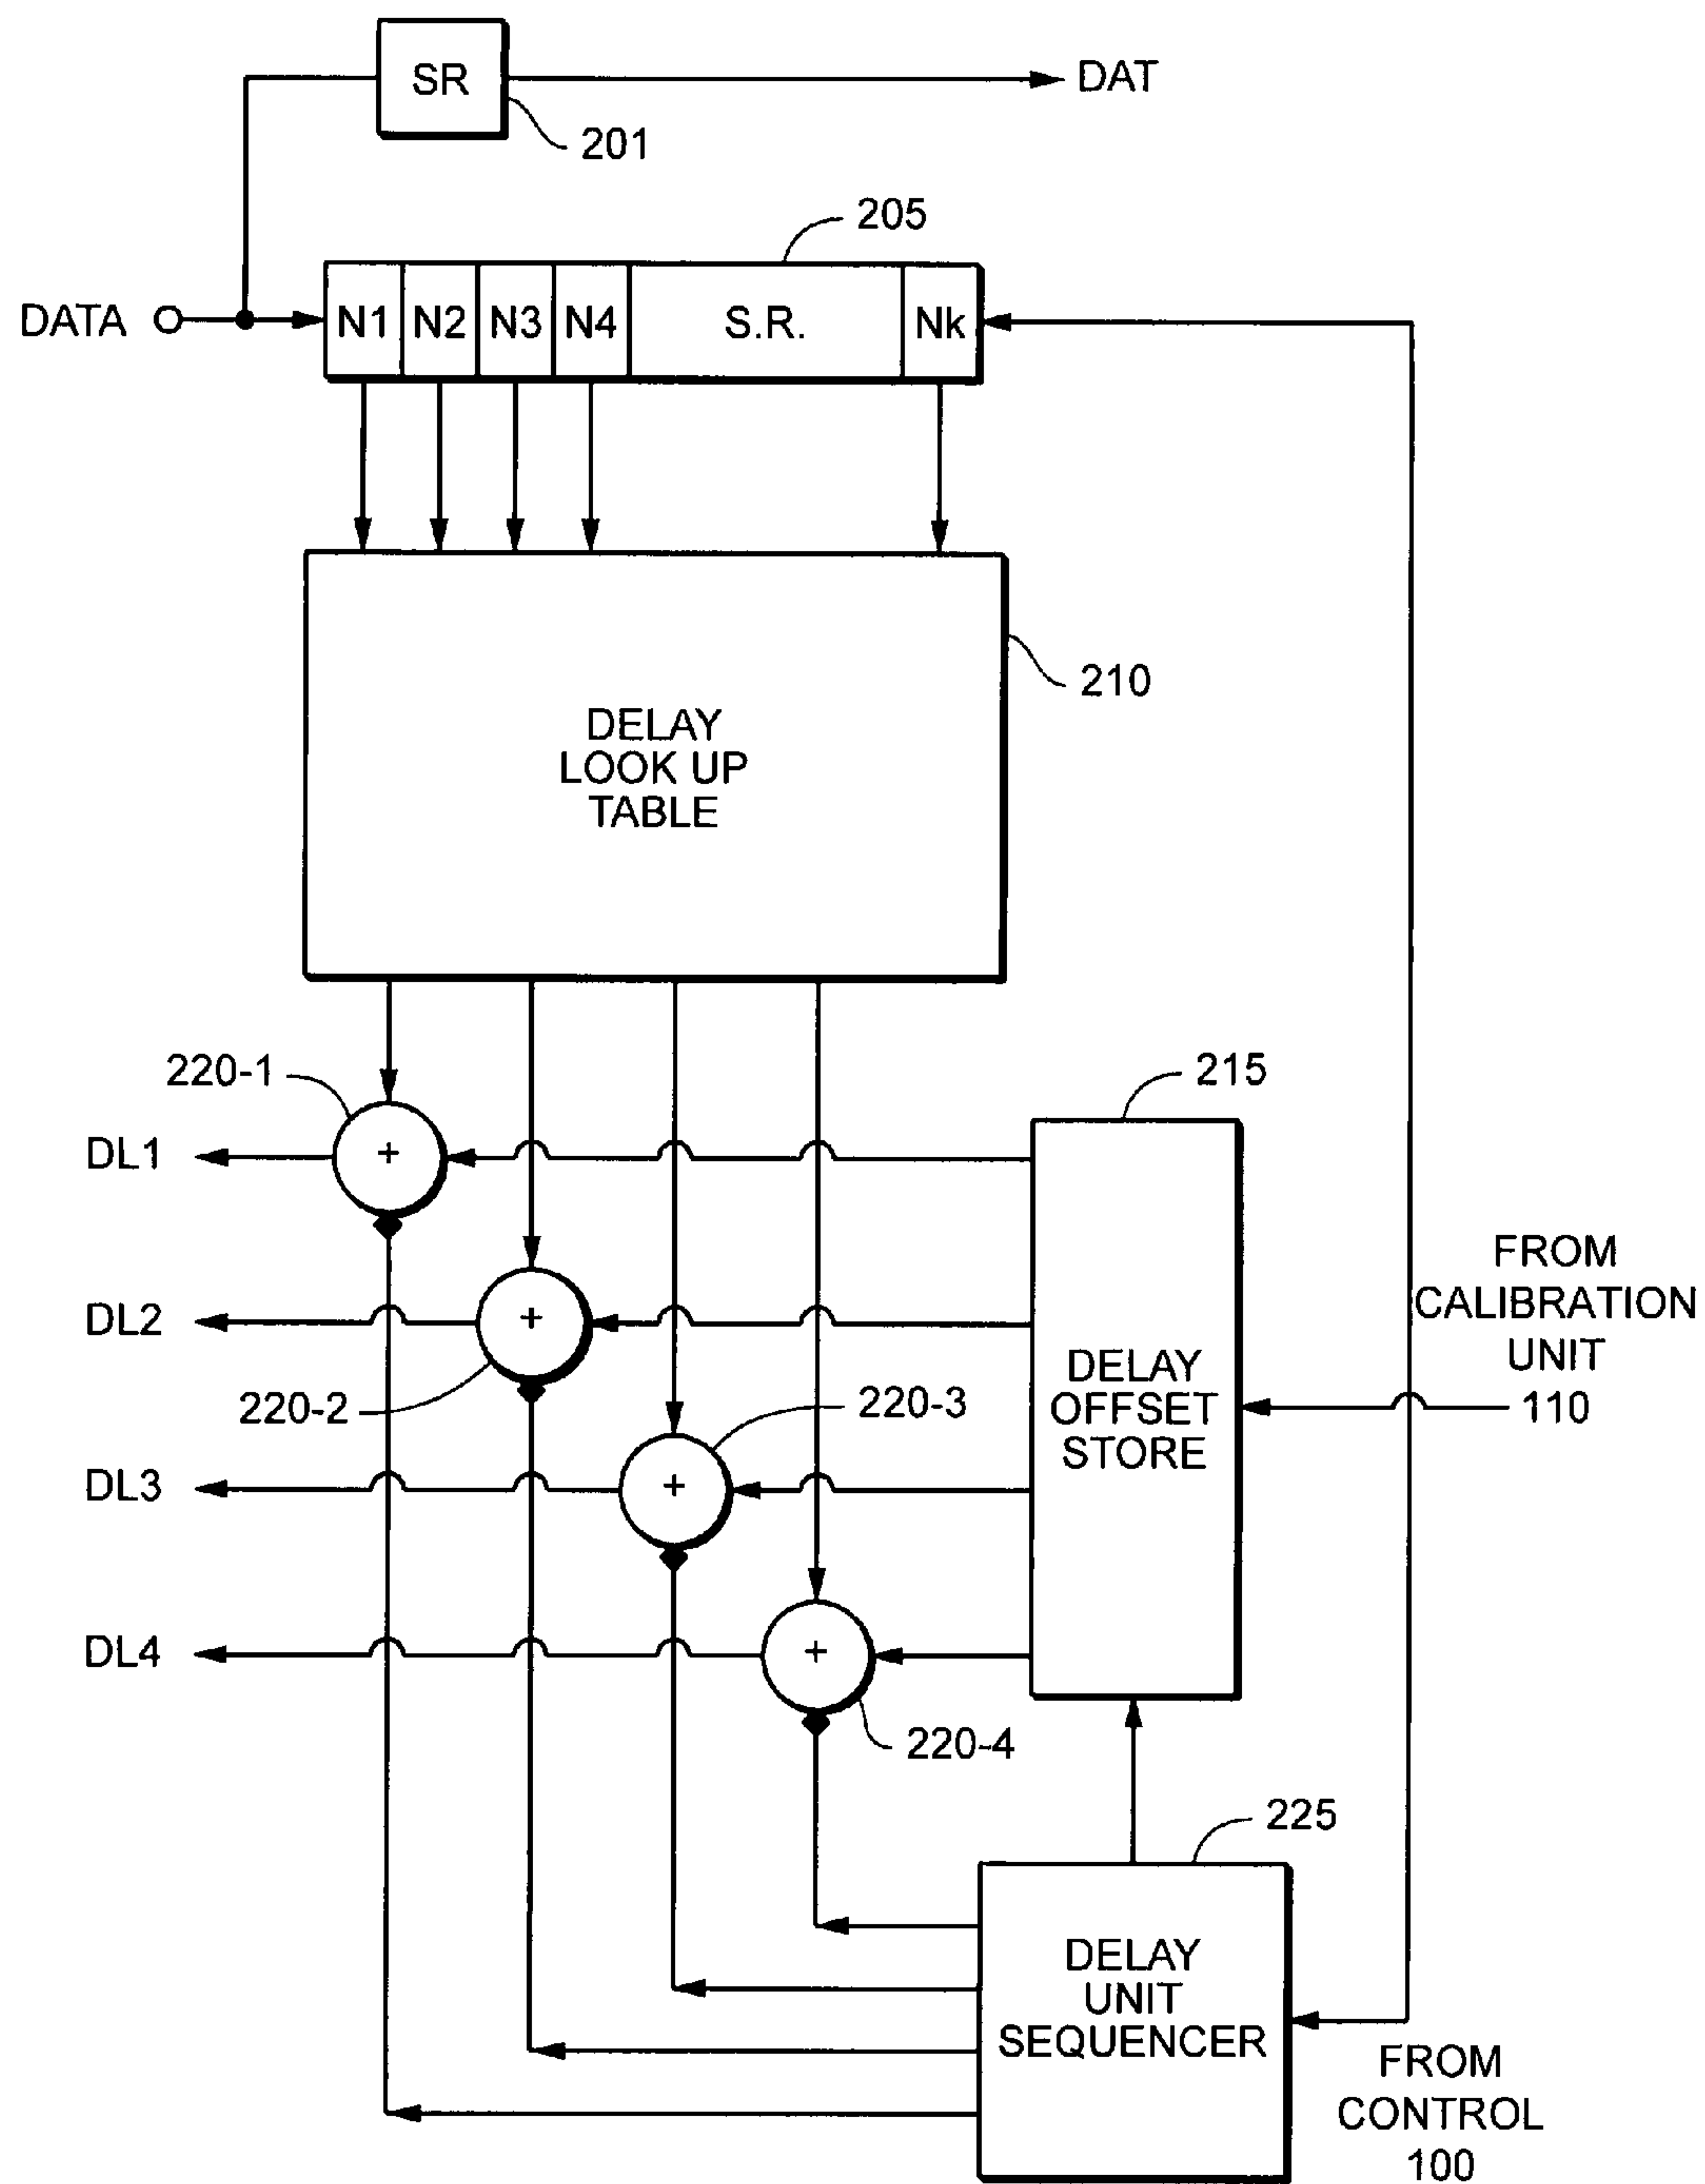 SR
DAT
201
205
DATA
N1 N2 N3 N4 S.R. Nk
210
DELAY
LOOK UP
TABLE
220-1
215
DL1
+
FROM
CALIBRATION
UNIT
110
DL2
+
DELAY
OFFSET
STORE
220-2
220-3
DL3
+
DL4
+
220-4
225
DELAY
UNIT
SEQUENCER
FROM
CONTROL
100